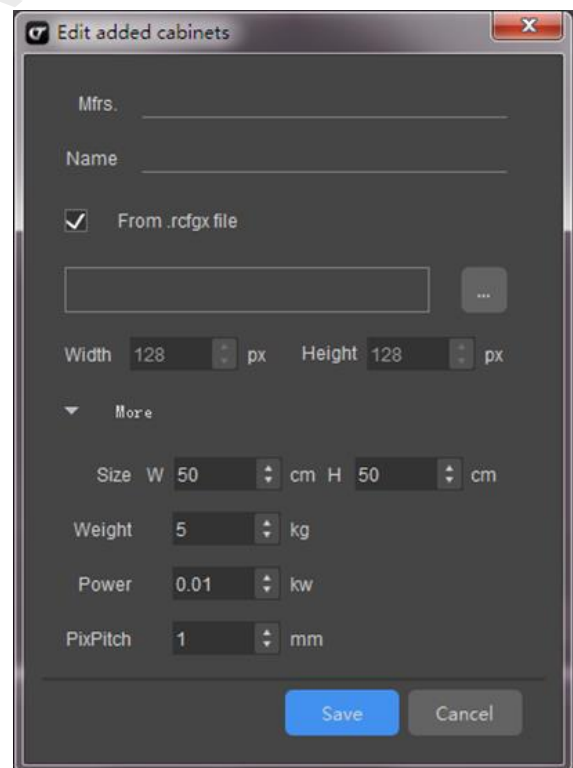 Edit added cabinets
Mfrs.
Name
From .rcfgx file
...
Width 128 px Height 128 px
More
Size W 50 cm H 50 cm
Weight 5 kg
Power 0.01 kw
PixPitch 1 mm
Save Cancel